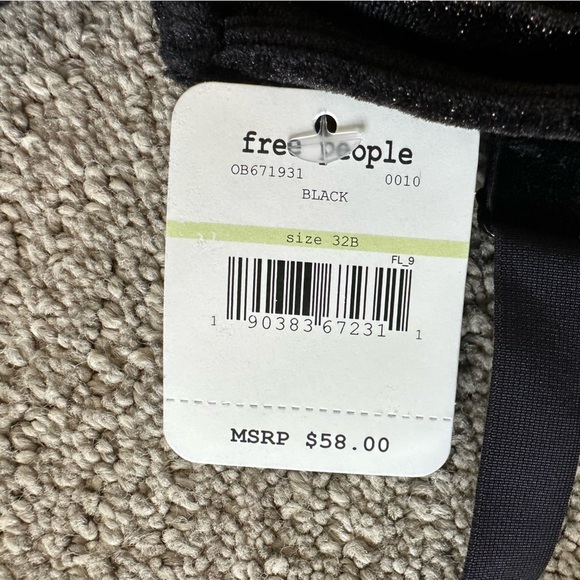 free people
OB671931 0010
BLACK
size 32B
FL_9
1 90383 67231 1
MSRP $58.00